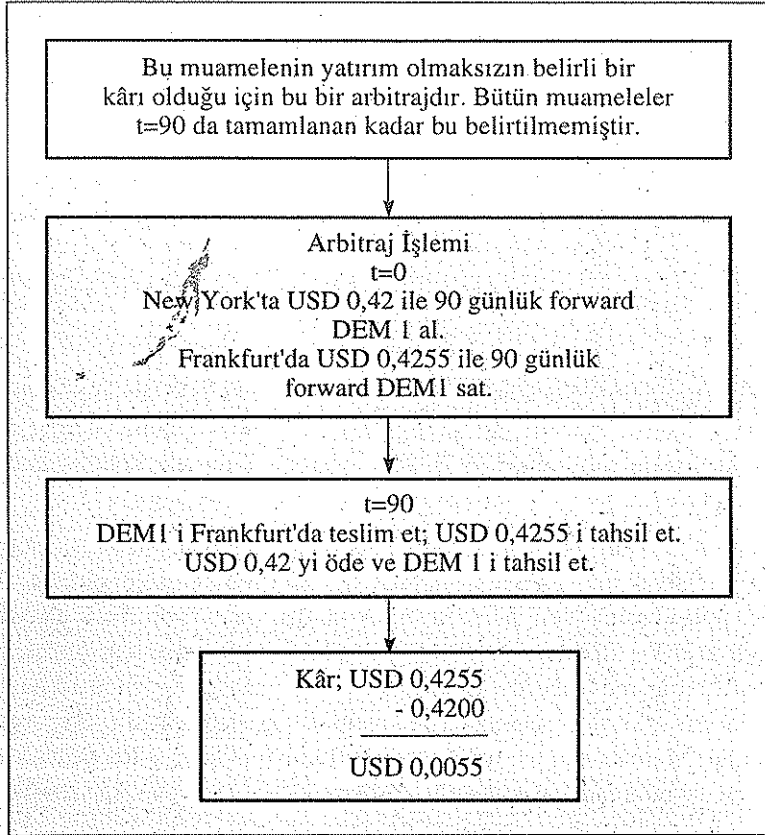 Bu muamelenin yatırım olmaksızın belirli bir
kârı olduğu için bu bir arbitrajdır. Bütün muameleler
t=90 da tamamlanan kadar bu belirtilmemiştir.
Arbitraj İşlemi
t=0
New York'ta USD 0,42 ile 90 günlük forward
DEM 1 al.
Frankfurt'da USD 0,4255 ile 90 günlük
forward DEM1 sat.
t=90
DEM1 i Frankfurt'da teslim et; USD 0,4255 i tahsil et.
USD 0,42 yi öde ve DEM 1 i tahsil et.
Kâr; USD 0,4255
- 0,4200
USD 0,0055